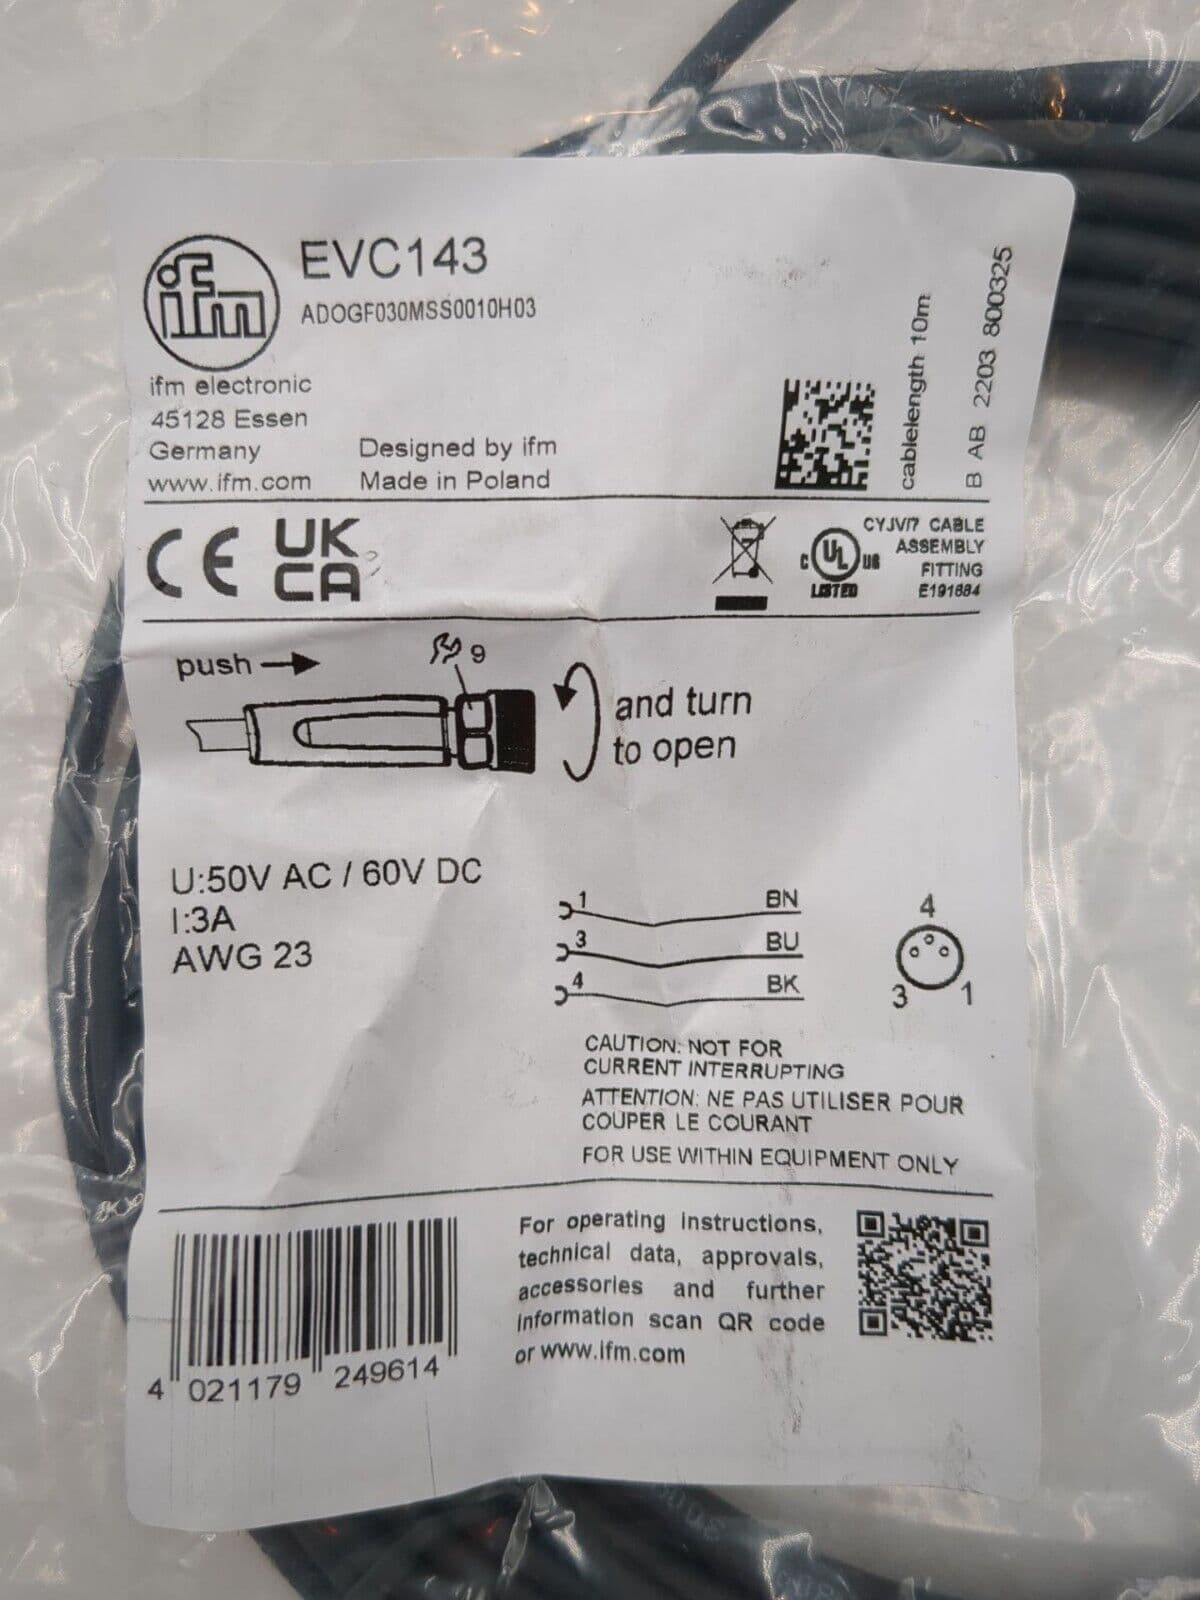 ifm
EVC143
ADOGF030MSS0010H03
ifm electronic
45128 Essen
Germany
www.ifm.com
Designed by ifm
Made in Poland
cablelength 10m
B AB 2203 800325
CE
UK
CA
C UL US
LISTED
CYJV/7 CABLE
ASSEMBLY
FITTING
E191684
push
9
and turn
to open
U:50V AC / 60V DC
I:3A
AWG 23
1 BN
3 BU
4 BK
4
3 1
CAUTION: NOT FOR
CURRENT INTERRUPTING
ATTENTION: NE PAS UTILISER POUR
COUPER LE COURANT
FOR USE WITHIN EQUIPMENT ONLY
For operating instructions,
technical data, approvals,
accessories and further
information scan QR code
or www.ifm.com
4 021179 249614